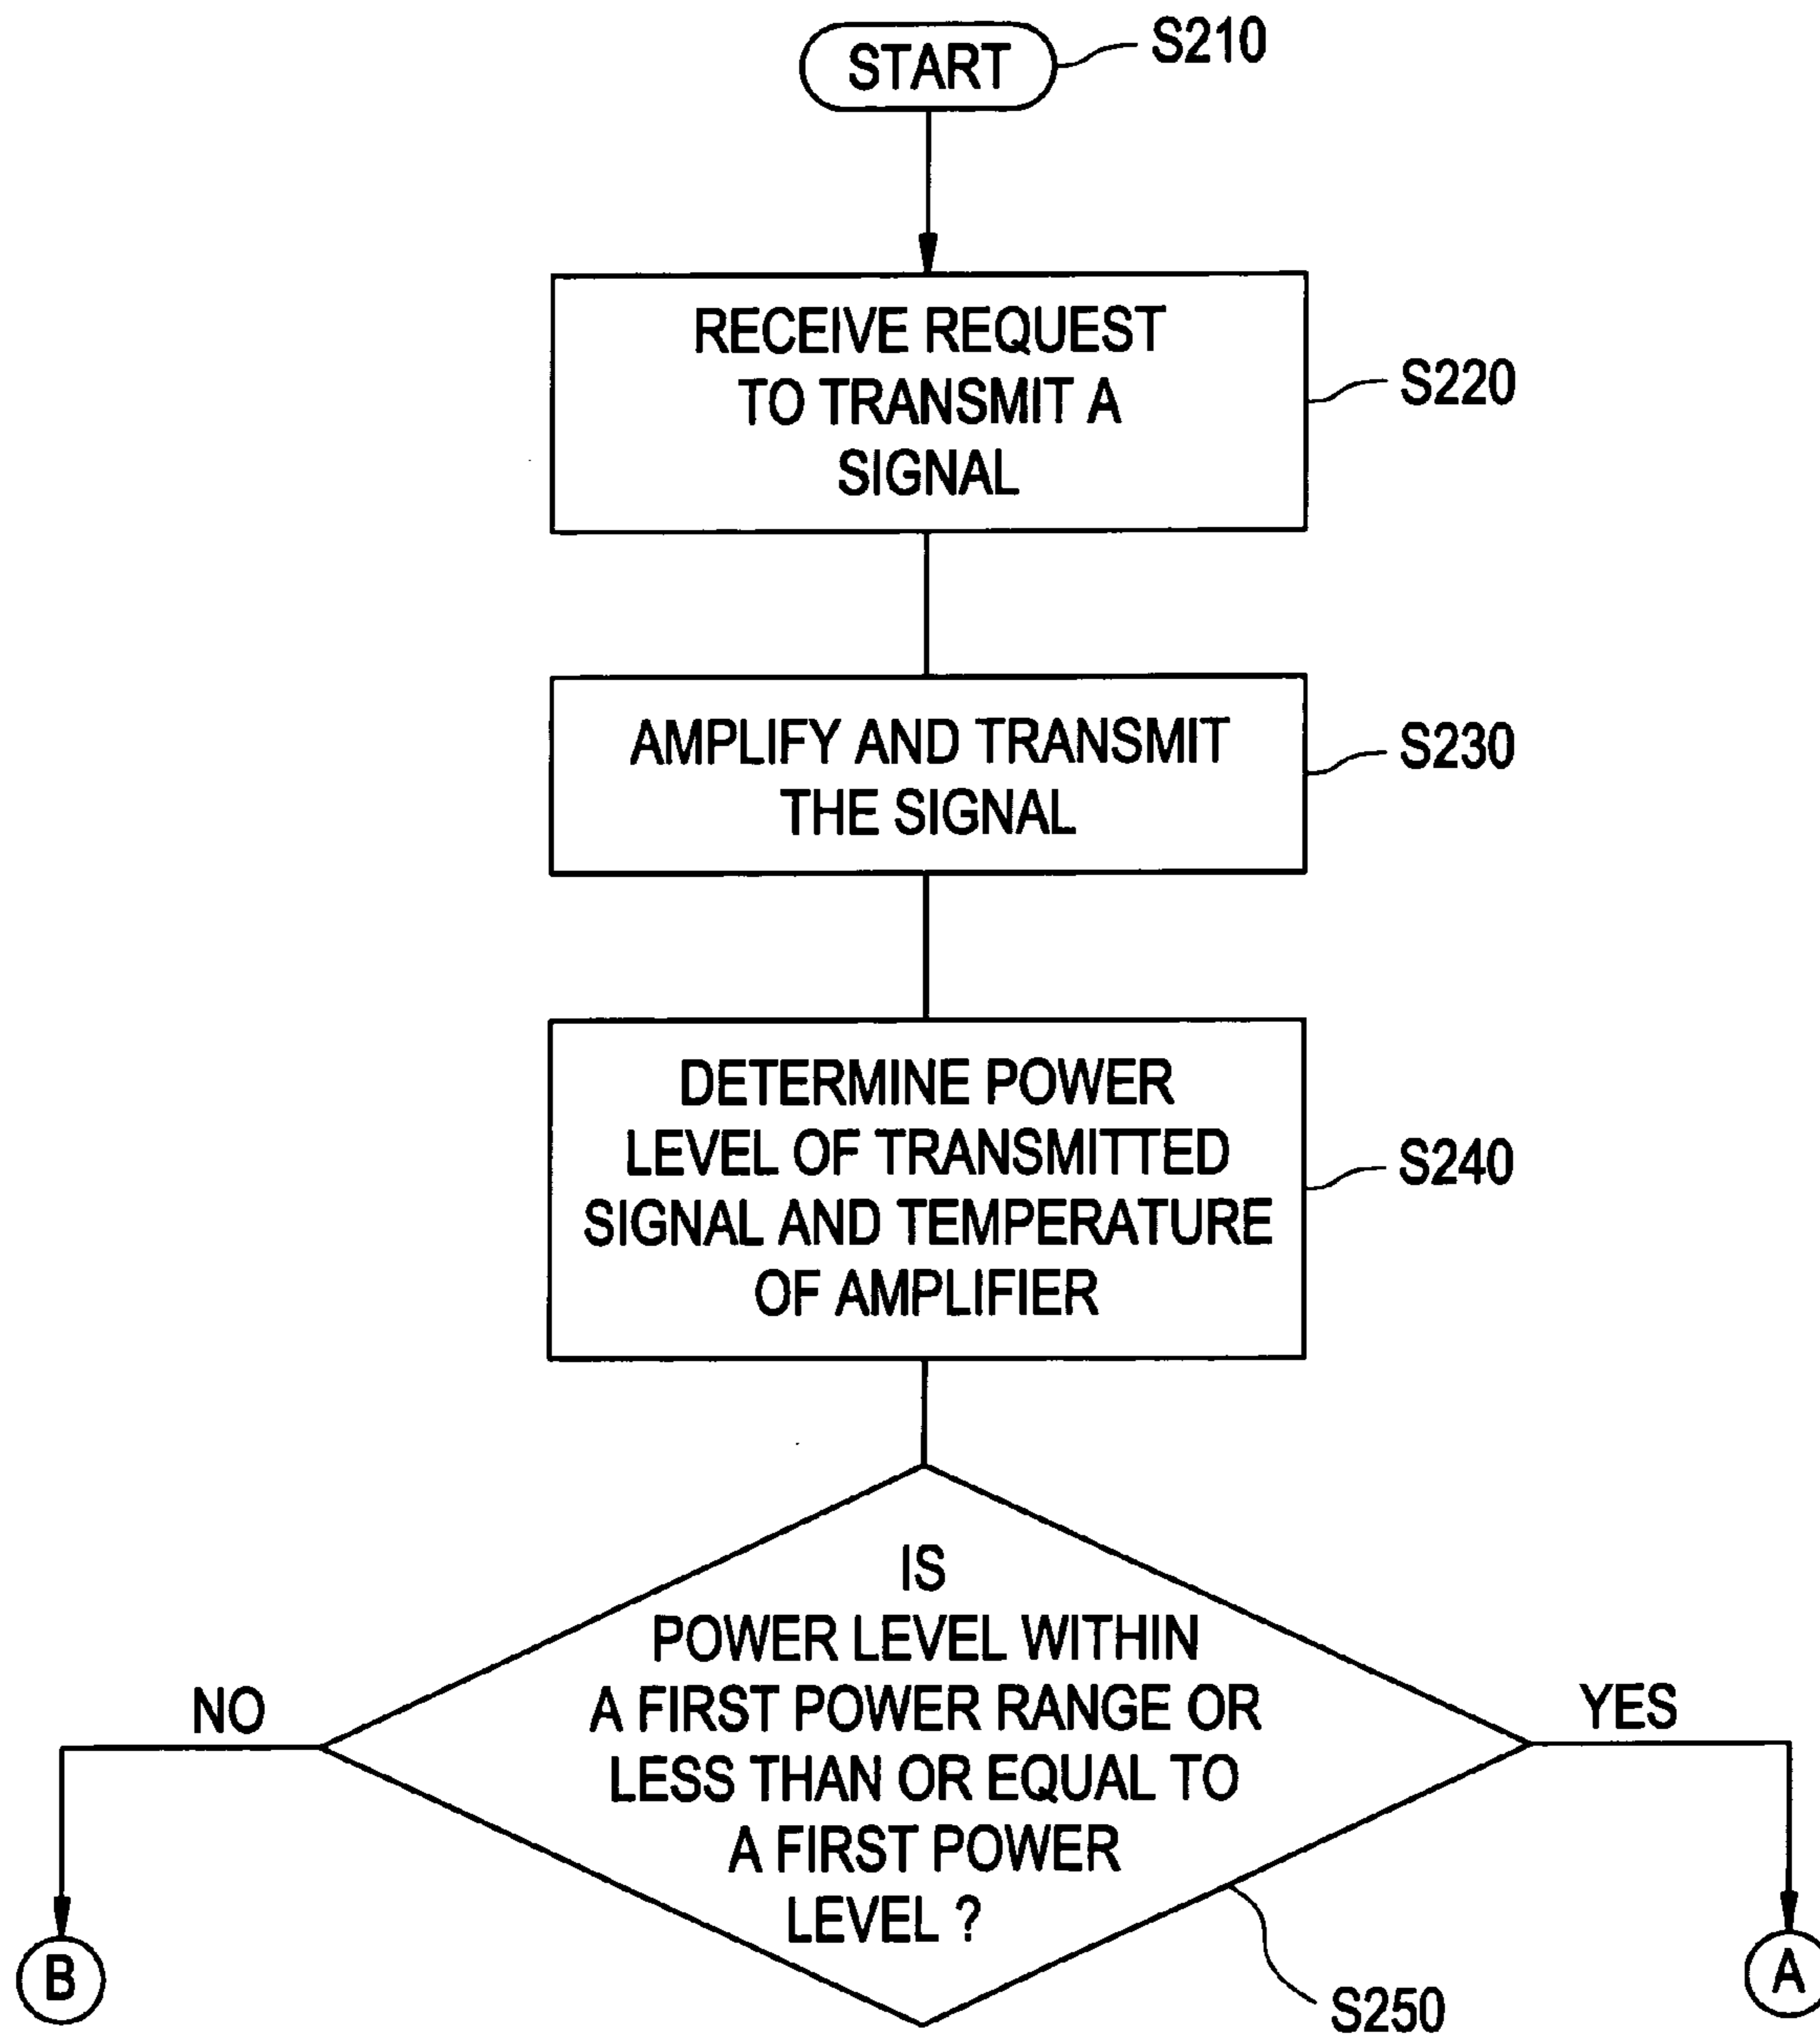 START
S210
RECEIVE REQUEST
TO TRANSMIT A
SIGNAL
S220
AMPLIFY AND TRANSMIT
THE SIGNAL
S230
DETERMINE POWER
LEVEL OF TRANSMITTED
SIGNAL AND TEMPERATURE
OF AMPLIFIER
S240
IS
POWER LEVEL WITHIN
A FIRST POWER RANGE OR
LESS THAN OR EQUAL TO
A FIRST POWER
LEVEL ?
S250
NO
YES
B
A